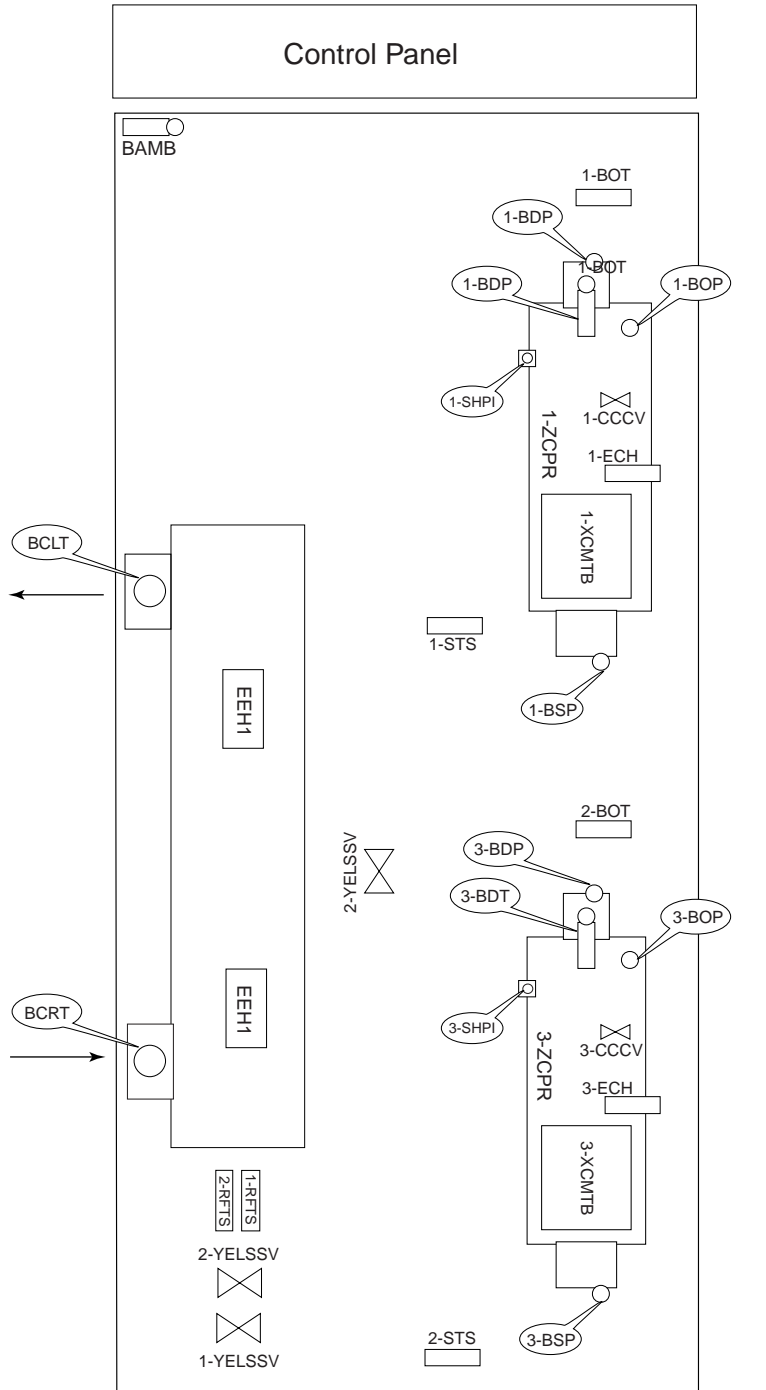 Control Panel
BAMB
1-BOT
1-BDP
1-BOT
1-BDP
1-BOP
1-SHPI
1-CCCV
1-ZCPR
1-ECH
1-XCMTB
BCLT
1-STS
EEH1
1-BSP
2-BOT
2-YELSSV
3-BDP
3-BDT
3-BOP
EEH1
BCRT
3-SHPI
3-CCCV
3-ZCPR
3-ECH
3-XCMTB
2-RFTS
1-RFTS
2-YELSSV
1-YELSSV
2-STS
3-BSP